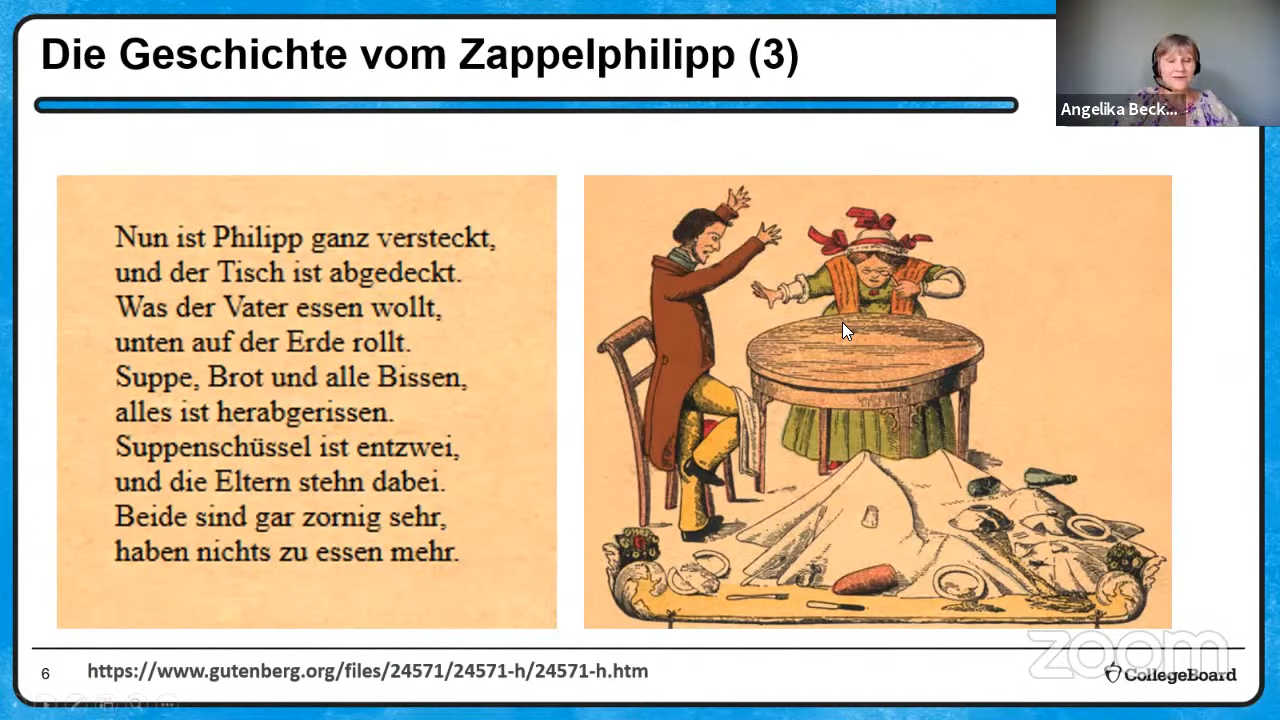 Die Geschichte vom Zappelphilipp (3)
Angelika Beck...
Nun ist Philipp ganz versteckt,
und der Tisch ist abgedeckt.
Was der Vater essen wollt,
unten auf der Erde rollt.
Suppe, Brot und alle Bissen,
alles ist herabgerissen.
Suppenschüssel ist entzwei,
und die Eltern stehn dabei.
Beide sind gar zornig sehr,
haben nichts zu essen mehr.
zoom
6
https://www.gutenberg.org/files/24571/24571-h/24571-h.htm
CollegeBoard